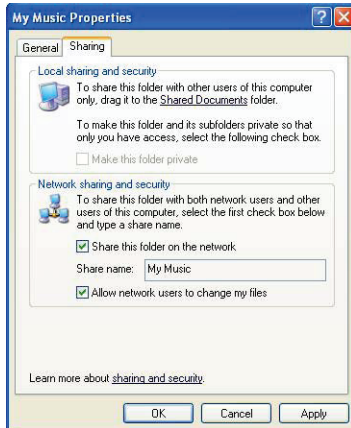 My Music Properties
General Sharing
Local sharing and security
To share this folder with other users of this computer
only, drag it to the Shared Documents folder.
To make this folder and its subfolders private so that
only you have access, select the following check box.
Make this folder private
Network sharing and security
To share this folder with both network users and other
users of this computer, select the first check box below
and type a share name.
Share this folder on the network
Share name: My Music
Allow network users to change my files
Learn more about sharing and security.
OK Cancel Apply